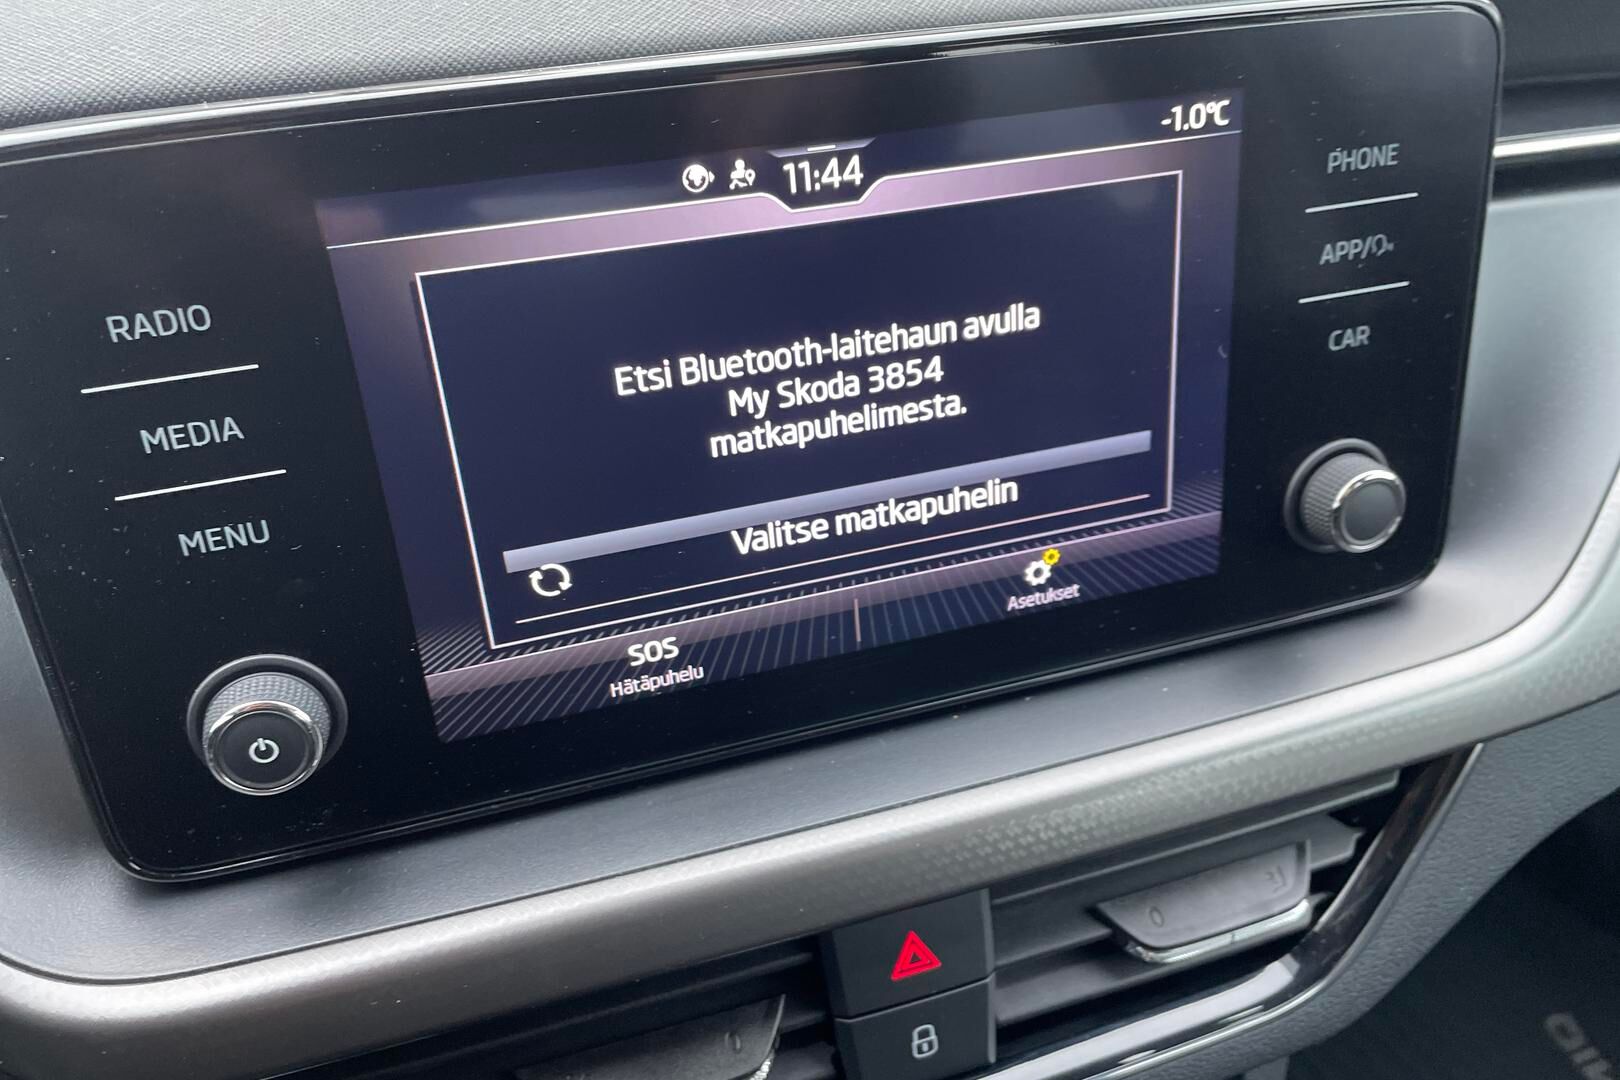 -1.0°C
11:44
RADIO
MEDIA
MENU
Etsi Bluetooth-laitehaun avulla
My Skoda 3854
matkapuhelimesta.
Valitse matkapuhelin
SOS
Hätäpuhelu
Asetukset
PHONE
APP/
CAR
0